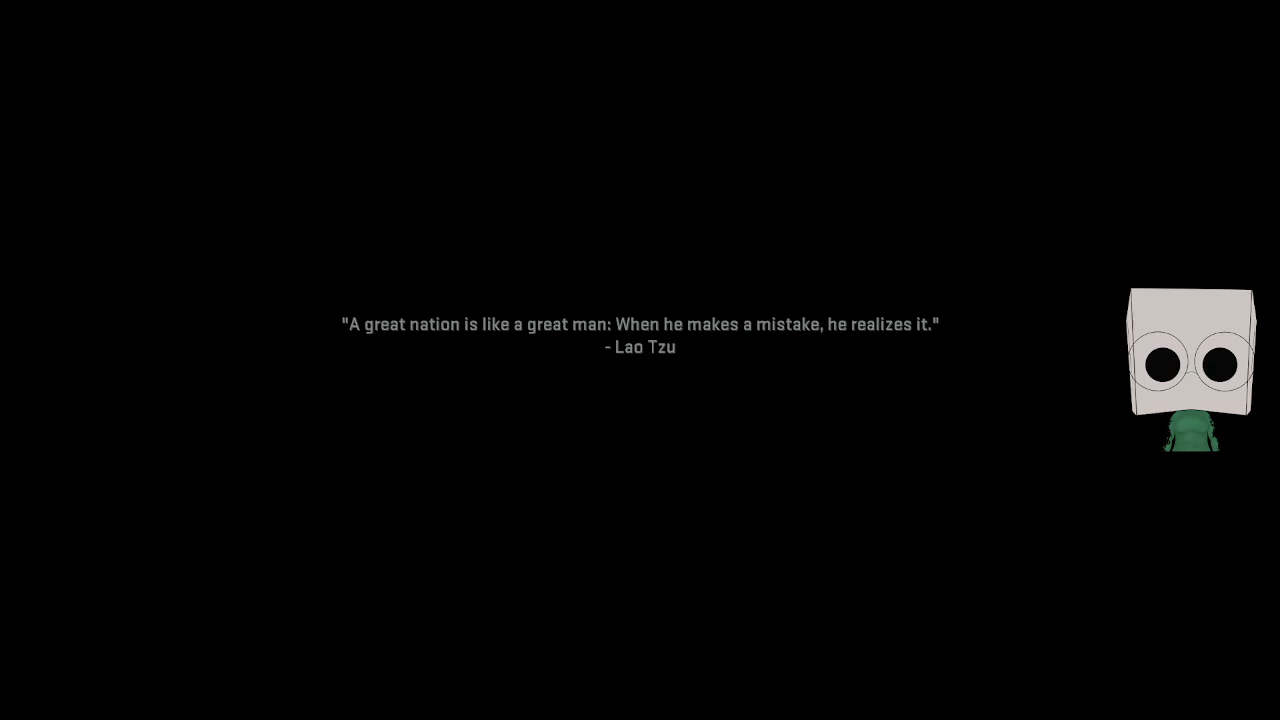 "A great nation is like a great man: When he makes a mistake, he realizes it."
- Lao Tzu